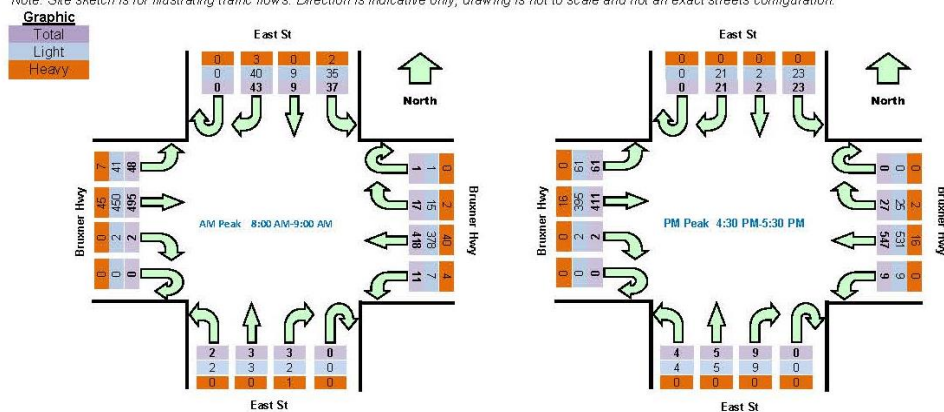 Note: Site sketch is for illustrating traffic flows. Direction is indicative only, drawing is not to scale and not an exact streets configuration.
Graphic
Total
Light
Heavy
East St
0 3 0 2
0 40 9 35
0 43 9 37
North
Bruxner Hwy
7 41 48
45 450 495
0 2 2
0 0 0
AM Peak 8:00 AM-9:00 AM
1 1 0
17 15 2
418 378 40
11 7 4
Bruxner Hwy
2 3 3 0
2 3 2 0
0 0 1 0
East St
East St
0 0 0 0
0 21 2 23
0 21 2 23
North
Bruxner Hwy
0 61 61
16 395 411
0 2 2
0 0 0
PM Peak 4:30 PM-5:30 PM
0 0 0
27 25 2
547 531 16
9 9 0
Bruxner Hwy
4 5 9 0
4 5 9 0
0 0 0 0
East St